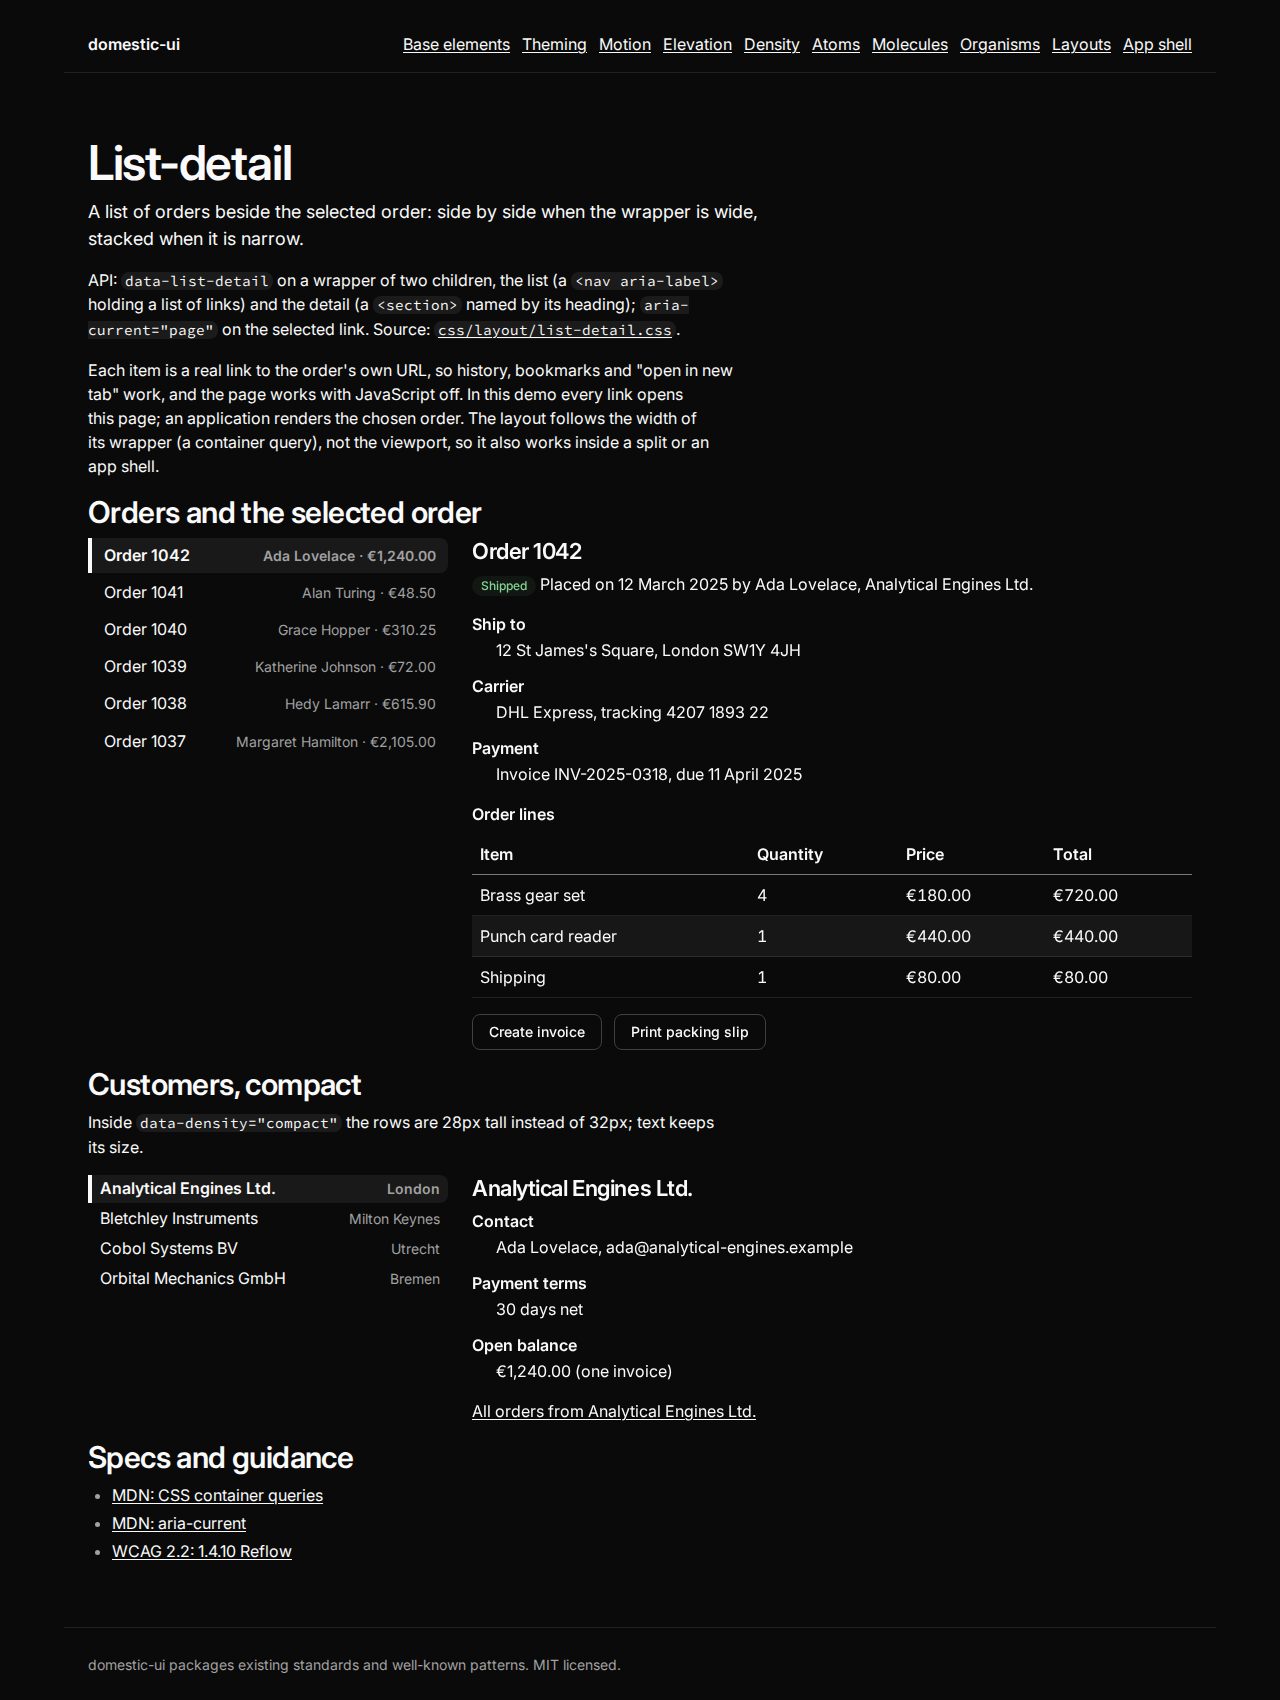 domestic-ui
Base elements Theming Motion Elevation Density Atoms Molecules Organisms Layouts App shell
List-detail
A list of orders beside the selected order: side by side when the wrapper is wide,
stacked when it is narrow.
API: data-list-detail on a wrapper of two children, the list (a <nav aria-label>
holding a list of links) and the detail (a <section> named by its heading); aria-
current="page" on the selected link. Source: css/layout/list-detail.css.
Each item is a real link to the order's own URL, so history, bookmarks and "open in new
tab" work, and the page works with JavaScript off. In this demo every link opens
this page; an application renders the chosen order. The layout follows the width of
its wrapper (a container query), not the viewport, so it also works inside a split or an
app shell.
Orders and the selected order
Order 1042 Ada Lovelace · €1,240.00
Order 1041 Alan Turing · €48.50
Order 1040 Grace Hopper · €310.25
Order 1039 Katherine Johnson · €72.00
Order 1038 Hedy Lamarr · €615.90
Order 1037 Margaret Hamilton · €2,105.00
Order 1042
Shipped Placed on 12 March 2025 by Ada Lovelace, Analytical Engines Ltd.
Ship to
12 St James's Square, London SW1Y 4JH
Carrier
DHL Express, tracking 4207 1893 22
Payment
Invoice INV-2025-0318, due 11 April 2025
Order lines
Item Quantity Price Total
Brass gear set 4 €180.00 €720.00
Punch card reader 1 €440.00 €440.00
Shipping 1 €80.00 €80.00
Create invoice Print packing slip
Customers, compact
Inside data-density="compact" the rows are 28px tall instead of 32px; text keeps
its size.
Analytical Engines Ltd. London
Bletchley Instruments Milton Keynes
Cobol Systems BV Utrecht
Orbital Mechanics GmbH Bremen
Analytical Engines Ltd.
Contact
Ada Lovelace, ada@analytical-engines.example
Payment terms
30 days net
Open balance
€1,240.00 (one invoice)
All orders from Analytical Engines Ltd.
Specs and guidance
• MDN: CSS container queries
• MDN: aria-current
• WCAG 2.2: 1.4.10 Reflow
domestic-ui packages existing standards and well-known patterns. MIT licensed.